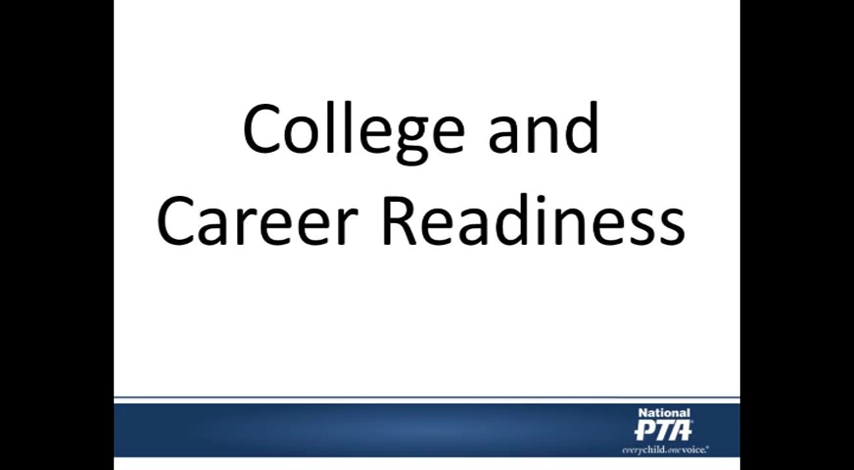 College and
Career Readiness
National
PTA®
everychild.onevoice.®